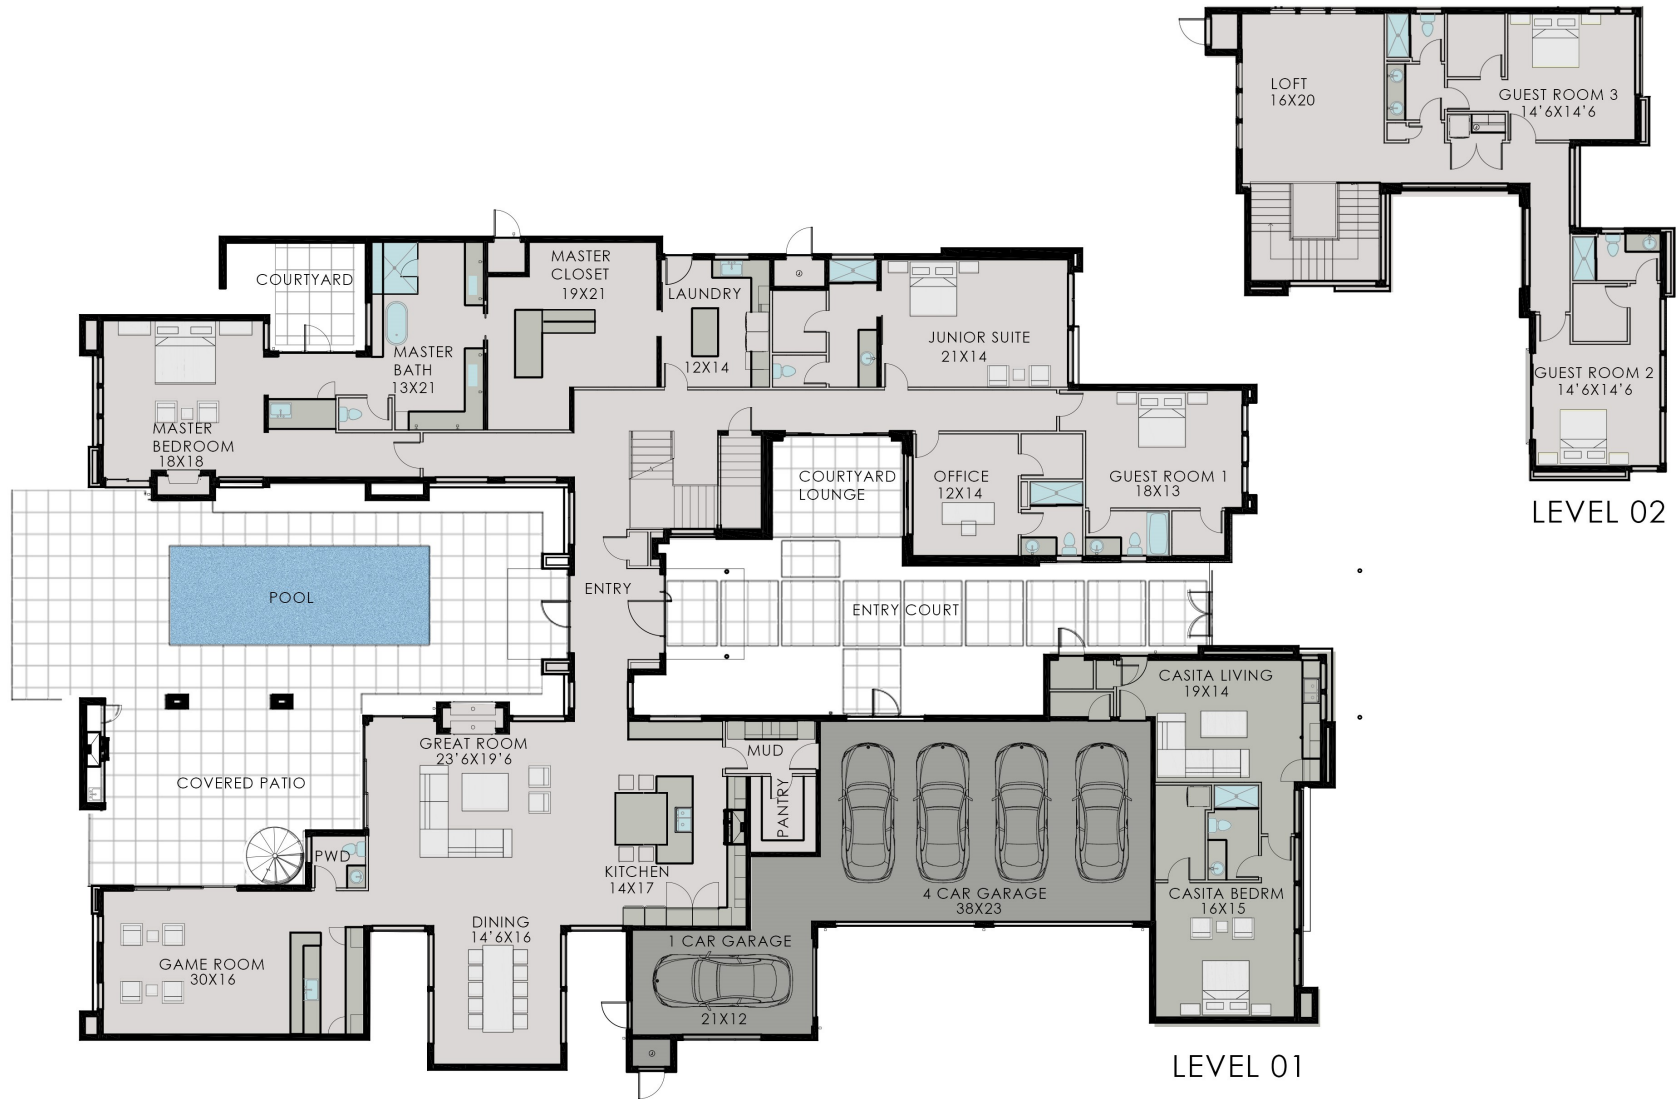 LOFT
16X20
GUEST ROOM 3
14'6X14'6
GUEST ROOM 2
14'6X14'6
LEVEL 02
COURTYARD
MASTER
CLOSET
19X21
LAUNDRY
12X14
MASTER
BATH
13X21
JUNIOR SUITE
21X14
MASTER
BEDROOM
18X18
COURTYARD
LOUNGE
OFFICE
12X14
GUEST ROOM 1
18X13
POOL
ENTRY
ENTRY COURT
CASITA LIVING
19X14
GREAT ROOM
23'6X19'6
MUD
PANTRY
COVERED PATIO
PWD
KITCHEN
14X17
4 CAR GARAGE
38X23
CASITA BEDRM
16X15
DINING
14'6X16
1 CAR GARAGE
21X12
GAME ROOM
30X16
LEVEL 01